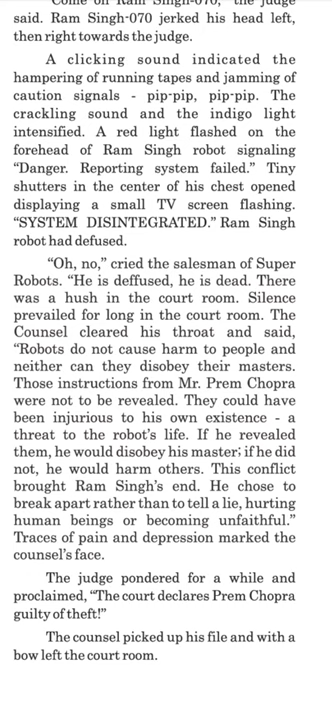 "Come on Ram Singh-070," the judge
said. Ram Singh-070 jerked his head left,
then right towards the judge.
A clicking sound indicated the
hampering of running tapes and jamming of
caution signals - pip-pip, pip-pip. The
crackling sound and the indigo light
intensified. A red light flashed on the
forehead of Ram Singh robot signaling
“Danger. Reporting system failed.” Tiny
shutters in the center of his chest opened
displaying a small TV screen flashing.
“SYSTEM DISINTEGRATED.” Ram Singh
robot had defused.
“Oh, no,” cried the salesman of Super
Robots. “He is deffused, he is dead. There
was a hush in the court room. Silence
prevailed for long in the court room. The
Counsel cleared his throat and said,
“Robots do not cause harm to people and
neither can they disobey their masters.
Those instructions from Mr. Prem Chopra
were not to be revealed. They could have
been injurious to his own existence - a
threat to the robot’s life. If he revealed
them, he would disobey his master; if he did
not, he would harm others. This conflict
brought Ram Singh’s end. He chose to
break apart rather than to tell a lie, hurting
human beings or becoming unfaithful.”
Traces of pain and depression marked the
counsel’s face.
The judge pondered for a while and
proclaimed, “The court declares Prem Chopra
guilty of theft!”
The counsel picked up his file and with a
bow left the court room.